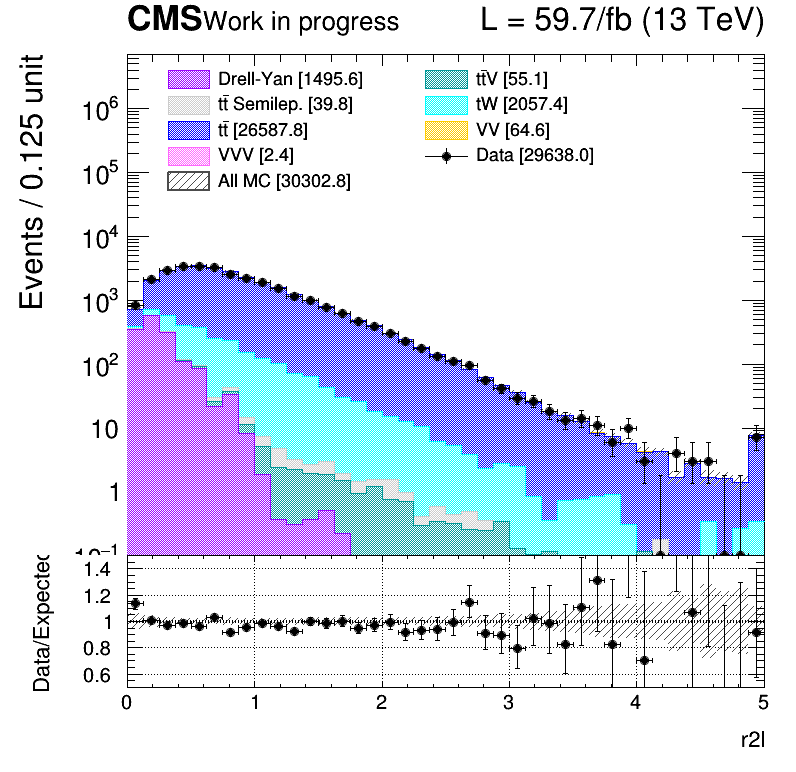 CMS Work in progress L = 59.7/fb (13 TeV)
Events / 0.125 unit
Drell-Yan [1495.6]
tt̄V [55.1]
tt̄ Semilep. [39.8]
tW [2057.4]
tt̄ [26587.8]
VV [64.6]
VVV [2.4]
Data [29638.0]
All MC [30302.8]
10⁶
10⁵
10⁴
10³
10²
10
1
10⁻¹
Data/Expected
1.4
1.2
1
0.8
0.6
0 1 2 3 4 5
r2l